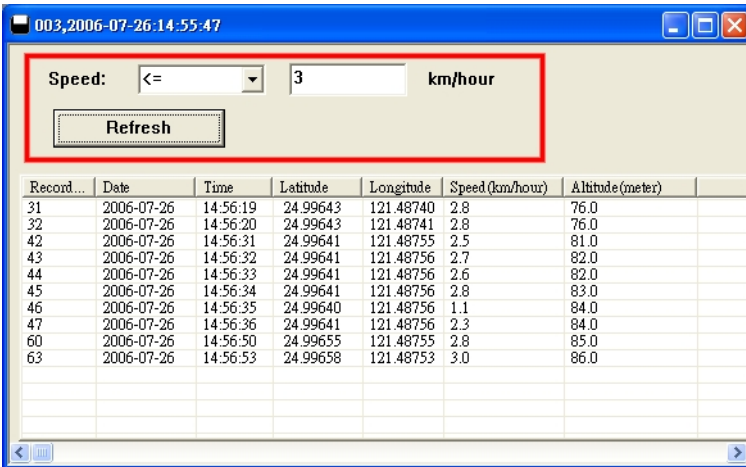 003,2006-07-26:14:55:47
Speed: <= 3 km/hour
Refresh
Record... Date Time Latitude Longitude Speed(km/hour) Altitude(meter)
31 2006-07-26 14:56:19 24.99643 121.48740 2.8 76.0
32 2006-07-26 14:56:20 24.99643 121.48741 2.8 76.0
42 2006-07-26 14:56:31 24.99641 121.48755 2.5 81.0
43 2006-07-26 14:56:32 24.99641 121.48756 2.7 82.0
44 2006-07-26 14:56:33 24.99641 121.48756 2.6 82.0
45 2006-07-26 14:56:34 24.99641 121.48756 2.8 83.0
46 2006-07-26 14:56:35 24.99640 121.48756 1.1 84.0
47 2006-07-26 14:56:36 24.99641 121.48756 2.3 84.0
60 2006-07-26 14:56:50 24.99655 121.48755 2.8 85.0
63 2006-07-26 14:56:53 24.99658 121.48753 3.0 86.0